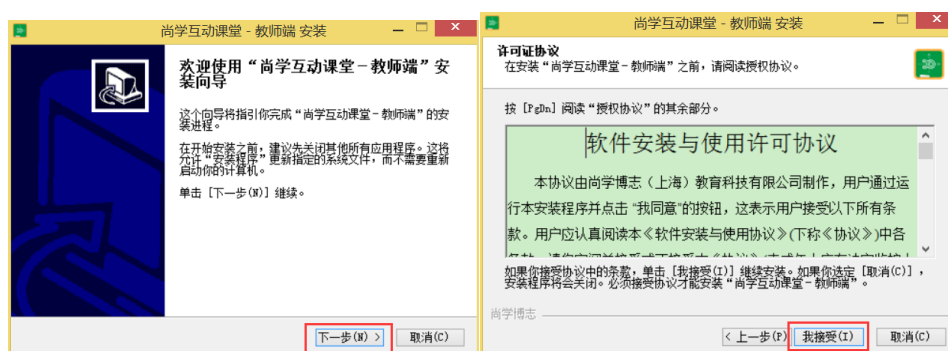 尚学互动课堂 - 教师端 安装
欢迎使用“尚学互动课堂－教师端”安
装向导
这个向导将指引你完成“尚学互动课堂－教师端”的安
装进程。
在开始安装之前，建议先关闭其他所有应用程序。这将
允许“安装程序”更新指定的系统文件，而不需要重新
启动你的计算机。
单击 [下一步(N)] 继续。
下一步(N) >
取消(C)
尚学互动课堂 - 教师端 安装
许可证协议
在安装“尚学互动课堂－教师端”之前，请阅读授权协议。
按 [PgDn] 阅读“授权协议”的其余部分。
软件安装与使用许可协议
本协议由尚学博志（上海）教育科技有限公司制作，用户通过运
行本安装程序并点击 “我同意”的按钮，这表示用户接受以下所有条
款。用户应认真阅读本《软件安装与使用协议》(下称《协议》)中各
如果你接受协议中的条款，单击 [我接受(I)] 继续安装。如果你选定 [取消(C)] ，
安装程序将会关闭。必须接受协议才能安装“尚学互动课堂－教师端”。
尚学博志
< 上一步(P)
我接受(I)
取消(C)